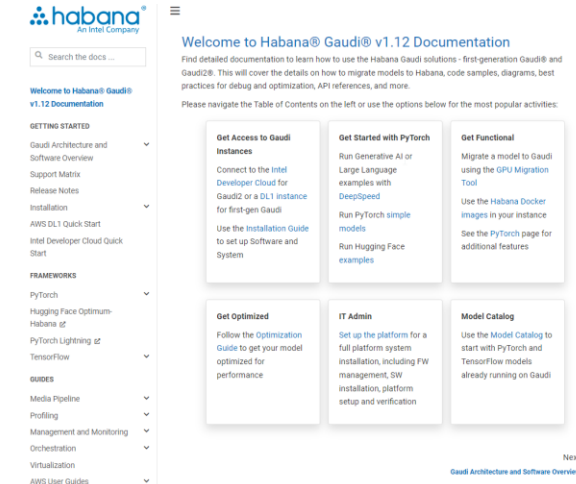 habana®
An Intel Company
Search the docs ...
Welcome to Habana® Gaudi®
v1.12 Documentation
GETTING STARTED
Gaudi Architecture and
Software Overview
Support Matrix
Release Notes
Installation
AWS DL1 Quick Start
Intel Developer Cloud Quick
Start
FRAMEWORKS
PyTorch
Hugging Face Optimum-
Habana
PyTorch Lightning
TensorFlow
GUIDES
Media Pipeline
Profiling
Management and Monitoring
Orchestration
Virtualization
AWS User Guides
Welcome to Habana® Gaudi® v1.12 Documentation
Find detailed documentation to learn how to use the Habana Gaudi solutions - first-generation Gaudi® and
Gaudi2®. This will cover the details on how to migrate models to Habana, code samples, diagrams, best
practices for debug and optimization, API references, and more.
Please navigate the Table of Contents on the left or use the options below for the most popular activities:
Get Access to Gaudi
Instances
Connect to the Intel
Developer Cloud for
Gaudi2 or a DL1 instance
for first-gen Gaudi
Use the Installation Guide
to set up Software and
System
Get Started with PyTorch
Run Generative AI or
Large Language
examples with
DeepSpeed
Run PyTorch simple
models
Run Hugging Face
examples
Get Functional
Migrate a model to Gaudi
using the GPU Migration
Tool
Use the Habana Docker
images in your instance
See the PyTorch page for
additional features
Get Optimized
Follow the Optimization
Guide to get your model
optimized for
performance
IT Admin
Set up the platform for a
full platform system
installation, including FW
management, SW
installation, platform
setup and verification
Model Catalog
Use the Model Catalog to
start with PyTorch and
TensorFlow models
already running on Gaudi
Nex
Gaudi Architecture and Software Overvie